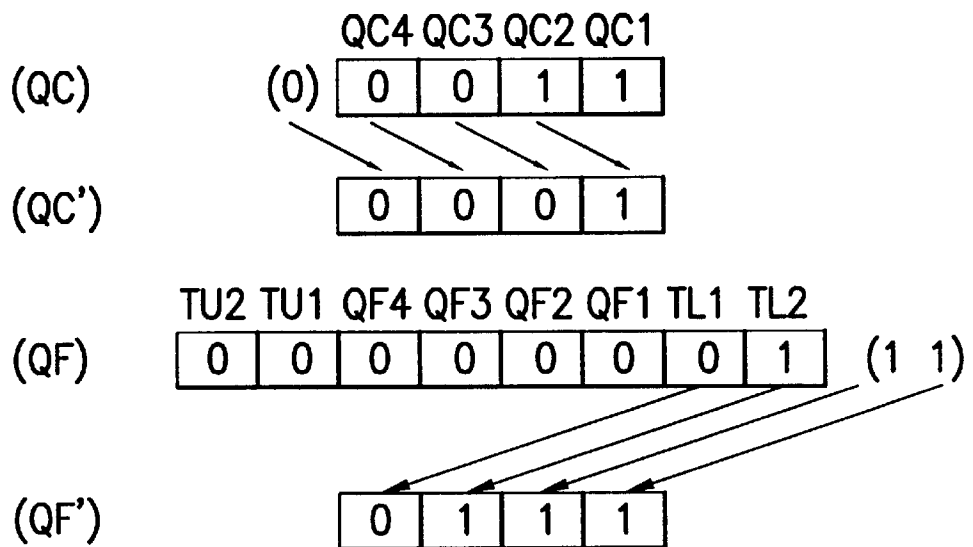 QC4 QC3 QC2 QC1
(QC) (0) 0 0 1 1
(QC') 0 0 0 1
TU2 TU1 QF4 QF3 QF2 QF1 TL1 TL2
(QF) 0 0 0 0 0 0 0 1 (1 1)
(QF') 0 1 1 1